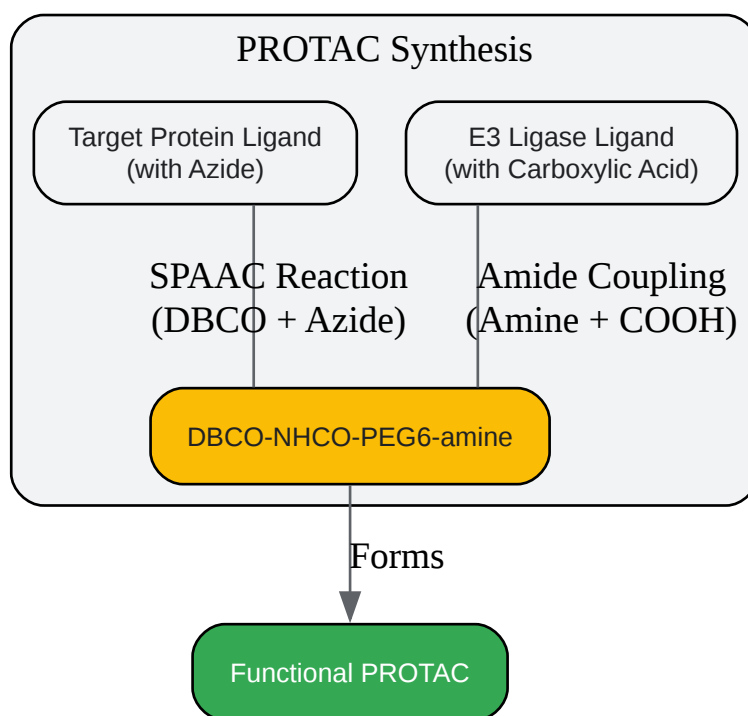 PROTAC Synthesis
Target Protein Ligand
(with Azide)
E3 Ligase Ligand
(with Carboxylic Acid)
SPAAC Reaction
(DBCO + Azide)
Amide Coupling
(Amine + COOH)
DBCO-NHCO-PEG6-amine
Forms
Functional PROTAC